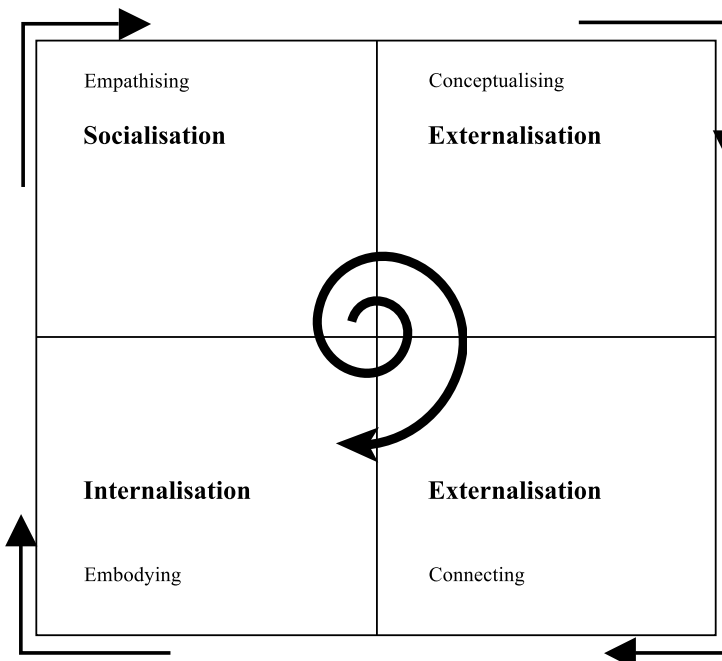 Empathising
Conceptualising
Socialisation
Externalisation
Internalisation
Externalisation
Embodying
Connecting